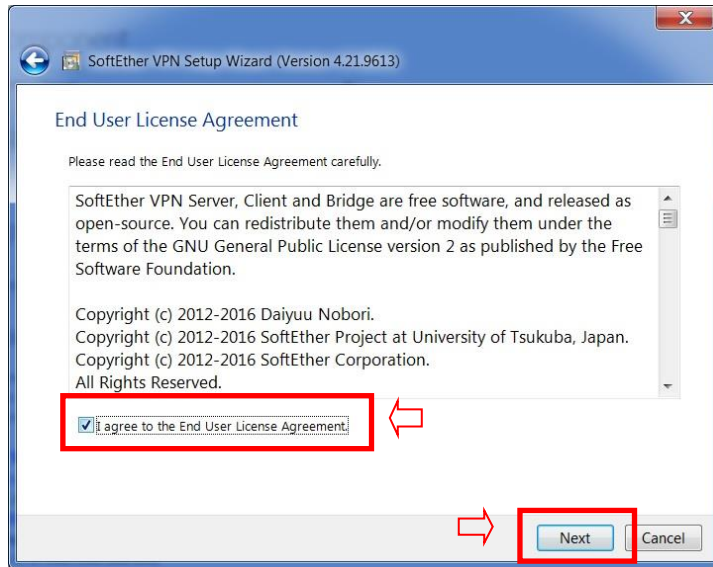 SoftEther VPN Setup Wizard (Version 4.21.9613)
End User License Agreement
Please read the End User License Agreement carefully.
SoftEther VPN Server, Client and Bridge are free software, and released as
open-source. You can redistribute them and/or modify them under the
terms of the GNU General Public License version 2 as published by the Free
Software Foundation.
Copyright (c) 2012-2016 Daiyuu Nobori.
Copyright (c) 2012-2016 SoftEther Project at University of Tsukuba, Japan.
Copyright (c) 2012-2016 SoftEther Corporation.
All Rights Reserved.
I agree to the End User License Agreement.
Next Cancel